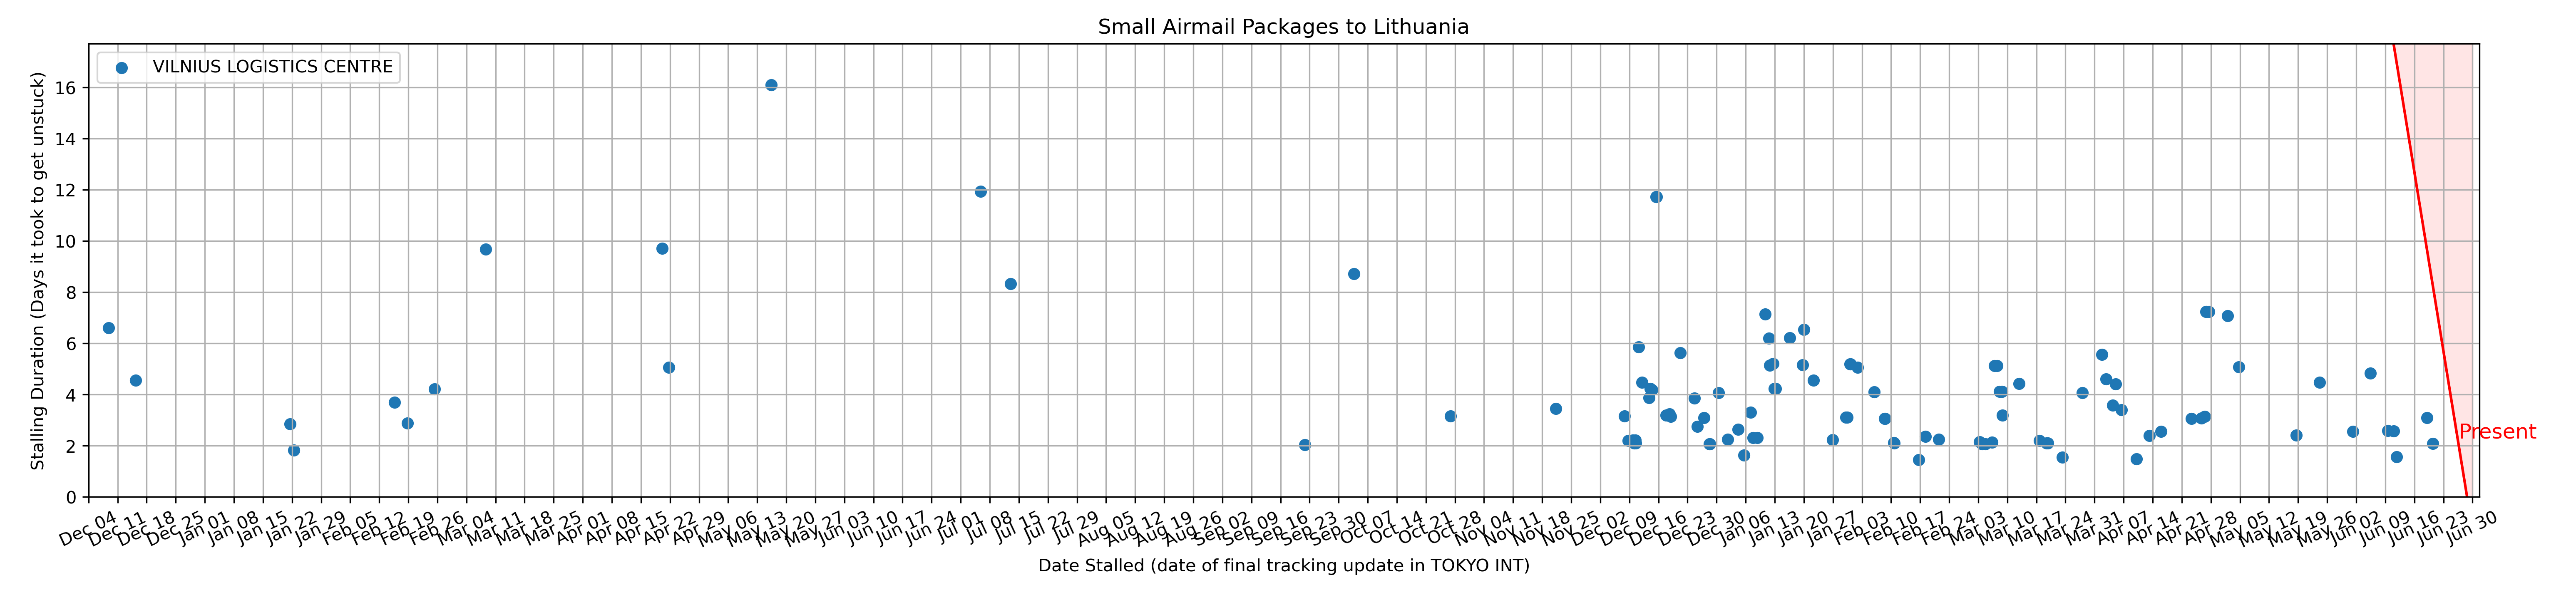 Small Airmail Packages to Lithuania
VILNIUS LOGISTICS CENTRE
Stalling Duration (Days it took to get unstuck)
16
14
12
10
8
6
4
2
0
Present
Dec 04
Dec 11
Dec 18
Dec 25
Jan 01
Jan 08
Jan 15
Jan 22
Jan 29
Feb 05
Feb 12
Feb 19
Feb 26
Mar 04
Mar 11
Mar 18
Mar 25
Apr 01
Apr 08
Apr 15
Apr 22
Apr 29
May 06
May 13
May 20
May 27
Jun 03
Jun 10
Jun 17
Jun 24
Jul 01
Jul 08
Jul 15
Jul 22
Jul 29
Aug 05
Aug 12
Aug 19
Aug 26
Sep 02
Sep 09
Sep 16
Sep 23
Sep 30
Oct 07
Oct 14
Oct 21
Oct 28
Nov 04
Nov 11
Nov 18
Nov 25
Dec 02
Dec 09
Dec 16
Dec 23
Dec 30
Jan 06
Jan 13
Jan 20
Jan 27
Feb 03
Feb 10
Feb 17
Feb 24
Mar 03
Mar 10
Mar 17
Mar 24
Mar 31
Apr 07
Apr 14
Apr 21
Apr 28
May 05
May 12
May 19
May 26
Jun 02
Jun 09
Jun 16
Jun 23
Jun 30
Date Stalled (date of final tracking update in TOKYO INT)